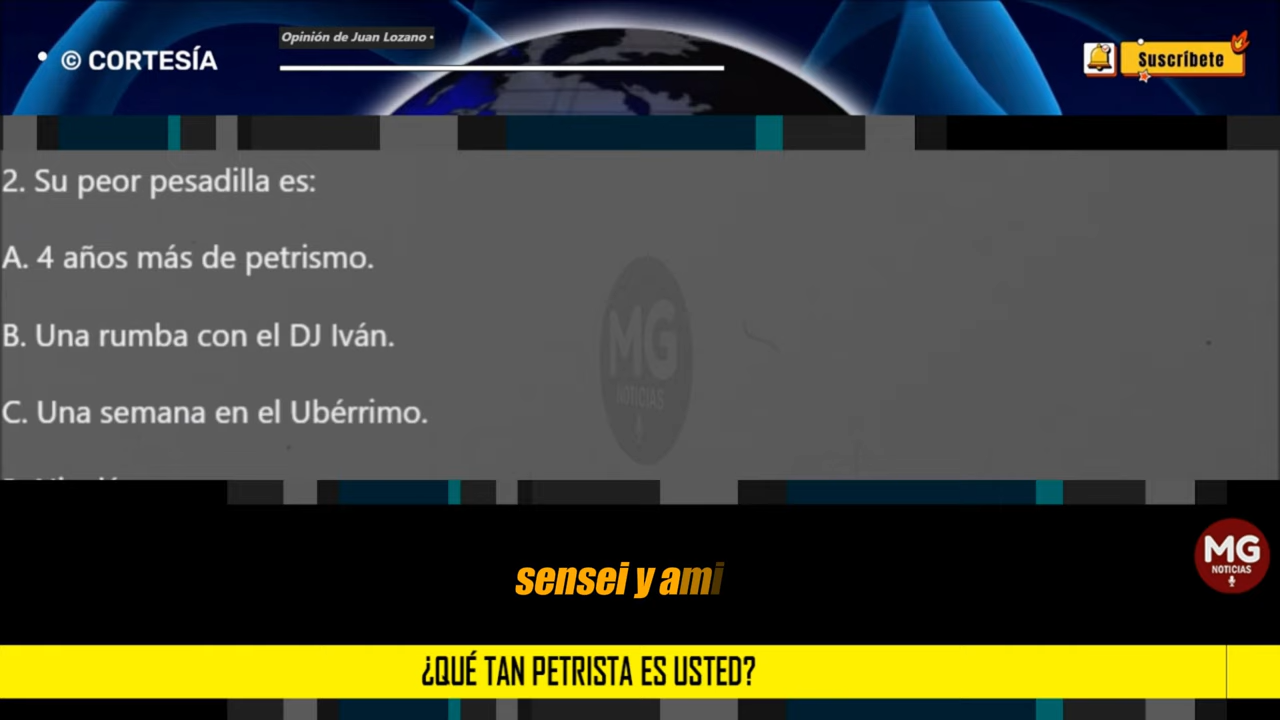 Opinión de Juan Lozano •
• © CORTESÍA
Suscríbete
2. Su peor pesadilla es:
A. 4 años más de petrismo.
B. Una rumba con el DJ Iván.
C. Una semana en el Ubérrimo.
MG
NOTICIAS
sensei y ami
MG
NOTICIAS
¿QUÉ TAN PETRISTA ES USTED?